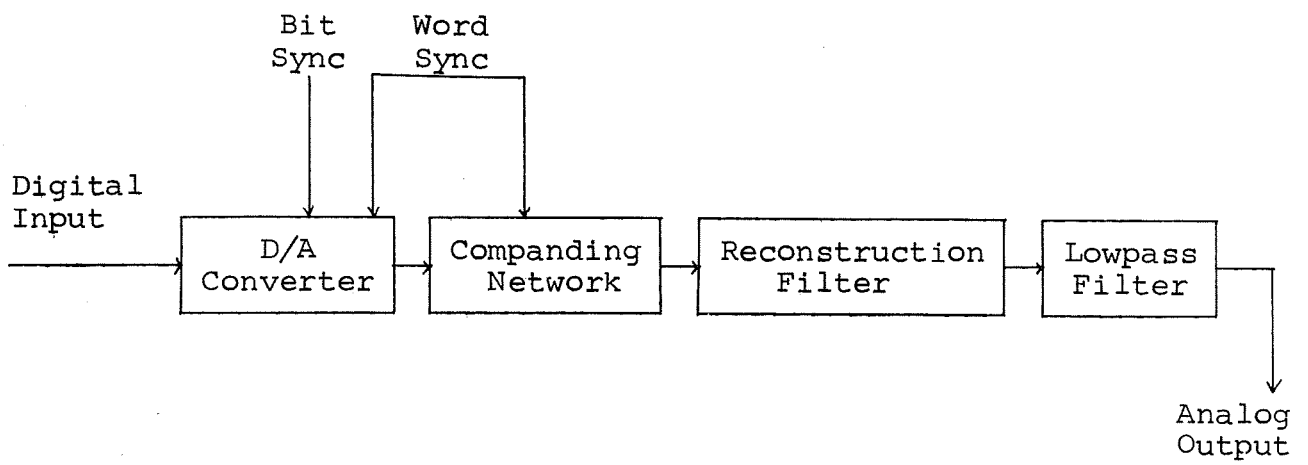 Bit
Sync
Word
Sync
Digital
Input
D/A
Converter
Companding
Network
Reconstruction
Filter
Lowpass
Filter
Analog
Output